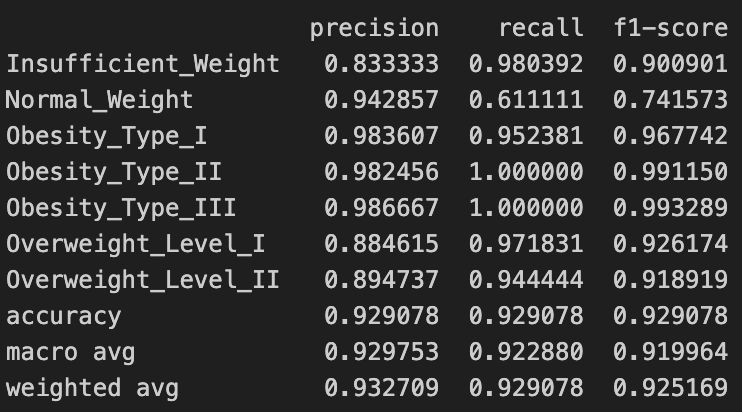 precision recall f1-score
Insufficient_Weight 0.833333 0.980392 0.900901
Normal_Weight 0.942857 0.611111 0.741573
Obesity_Type_I 0.983607 0.952381 0.967742
Obesity_Type_II 0.982456 1.000000 0.991150
Obesity_Type_III 0.986667 1.000000 0.993289
Overweight_Level_I 0.884615 0.971831 0.926174
Overweight_Level_II 0.894737 0.944444 0.918919
accuracy 0.929078 0.929078 0.929078
macro avg 0.929753 0.922880 0.919964
weighted avg 0.932709 0.929078 0.925169